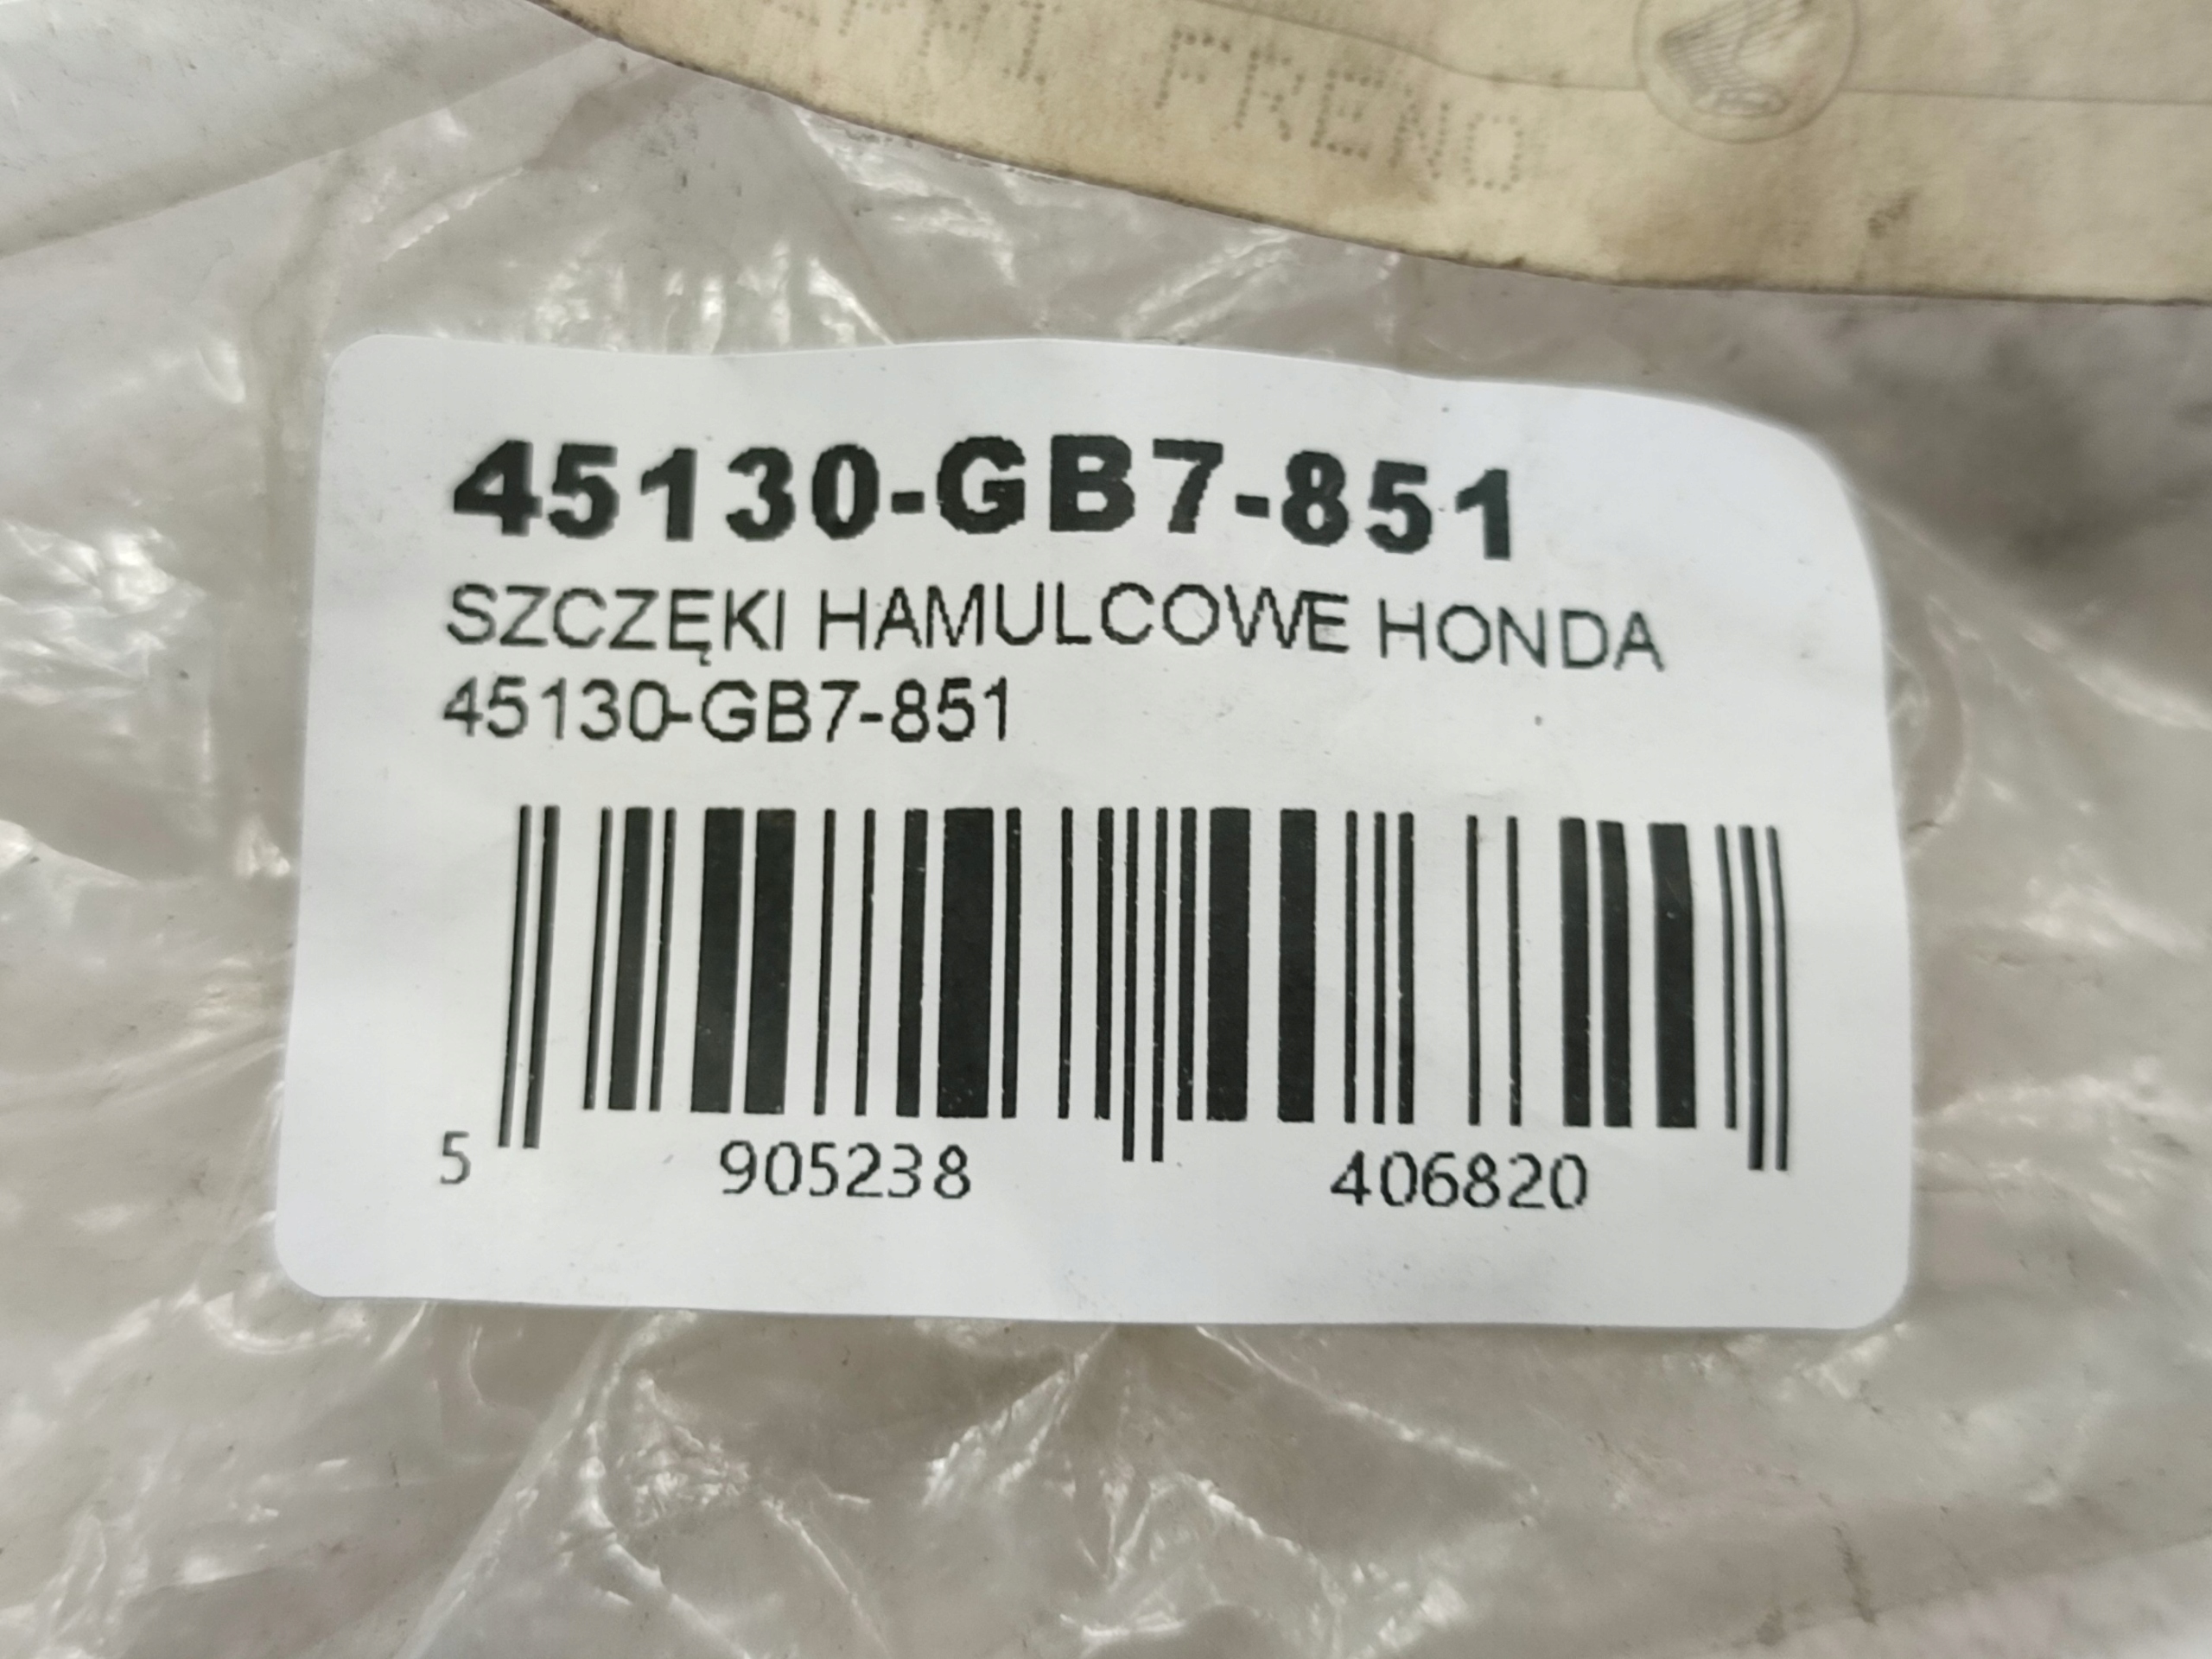 FRENO
45130-GB7-851
SZCZĘKI HAMULCOWE HONDA
45130-GB7-851
5 905238 406820